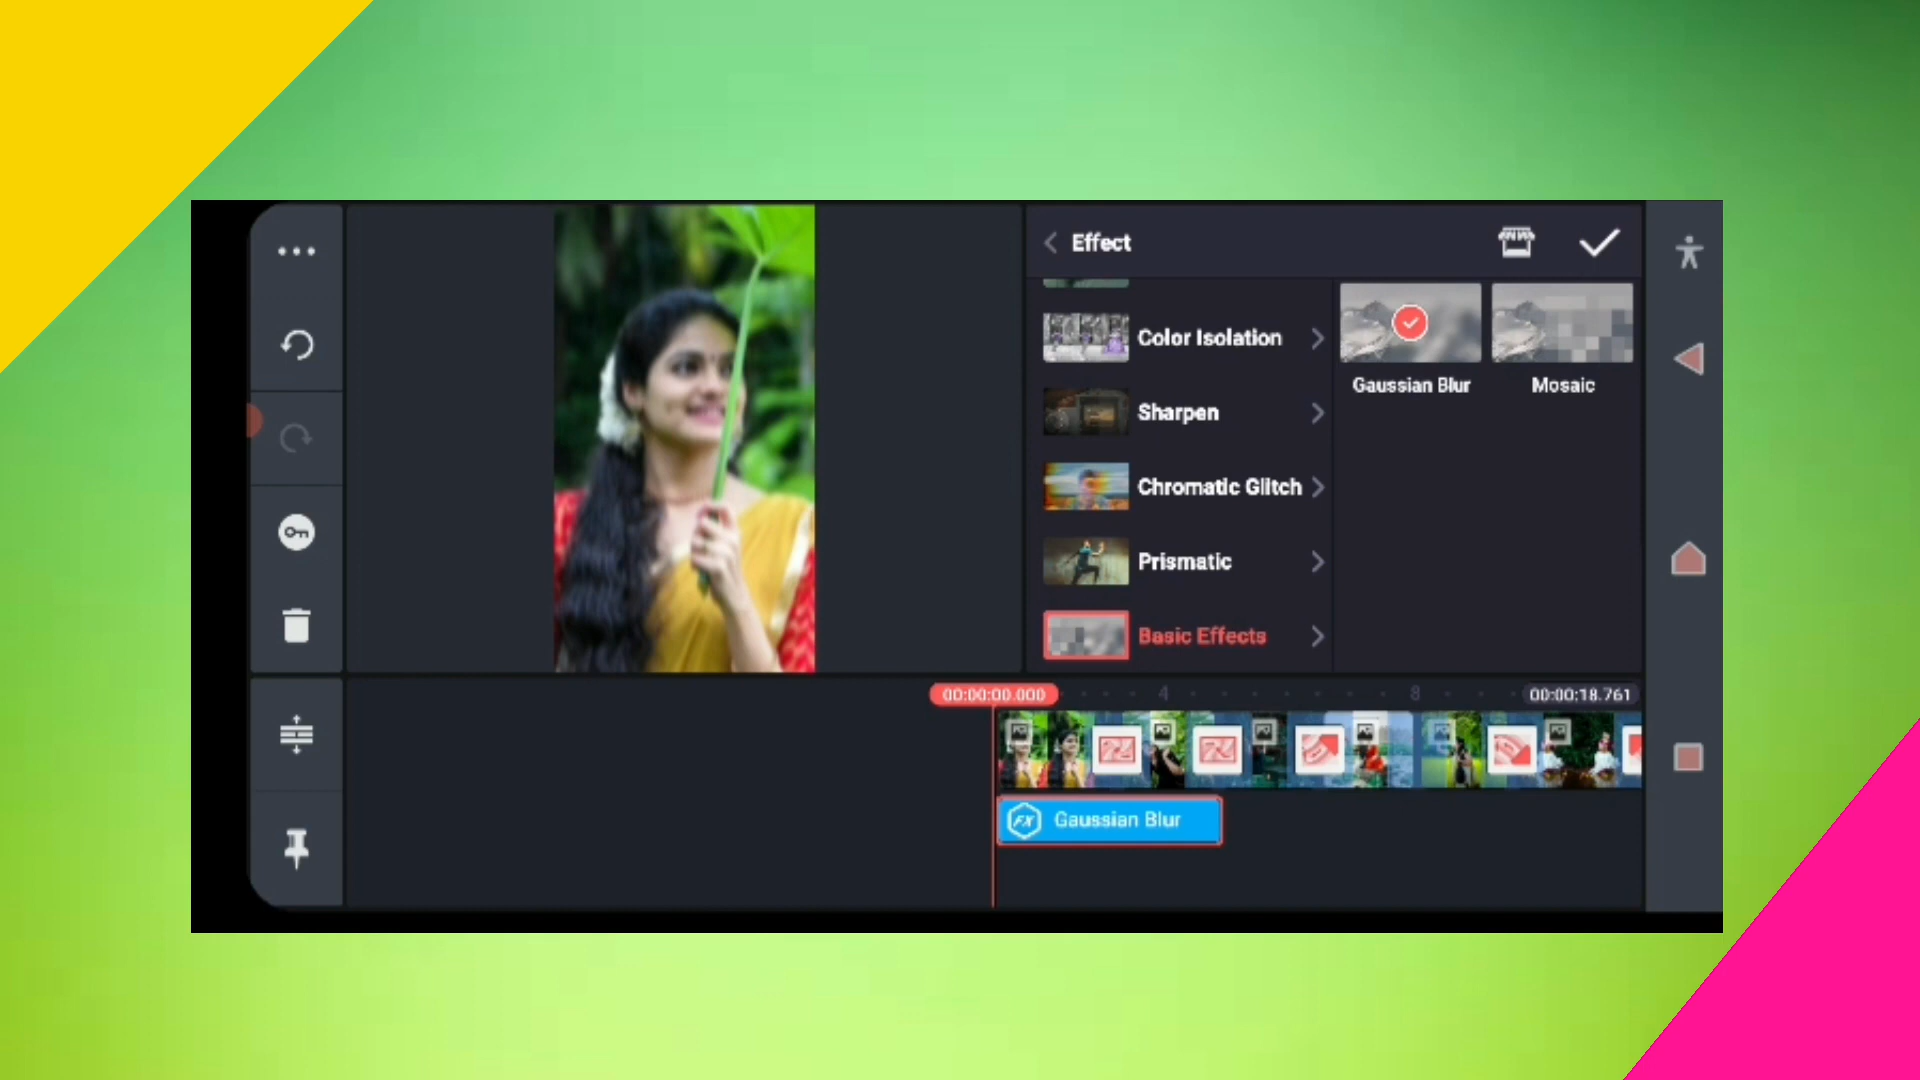 Effect
Color Isolation
Sharpen
Chromatic Glitch
Prismatic
Basic Effects
Gaussian Blur
Mosaic
00:00:00.000
4
8
00:00:18.761
FX
Gaussian Blur